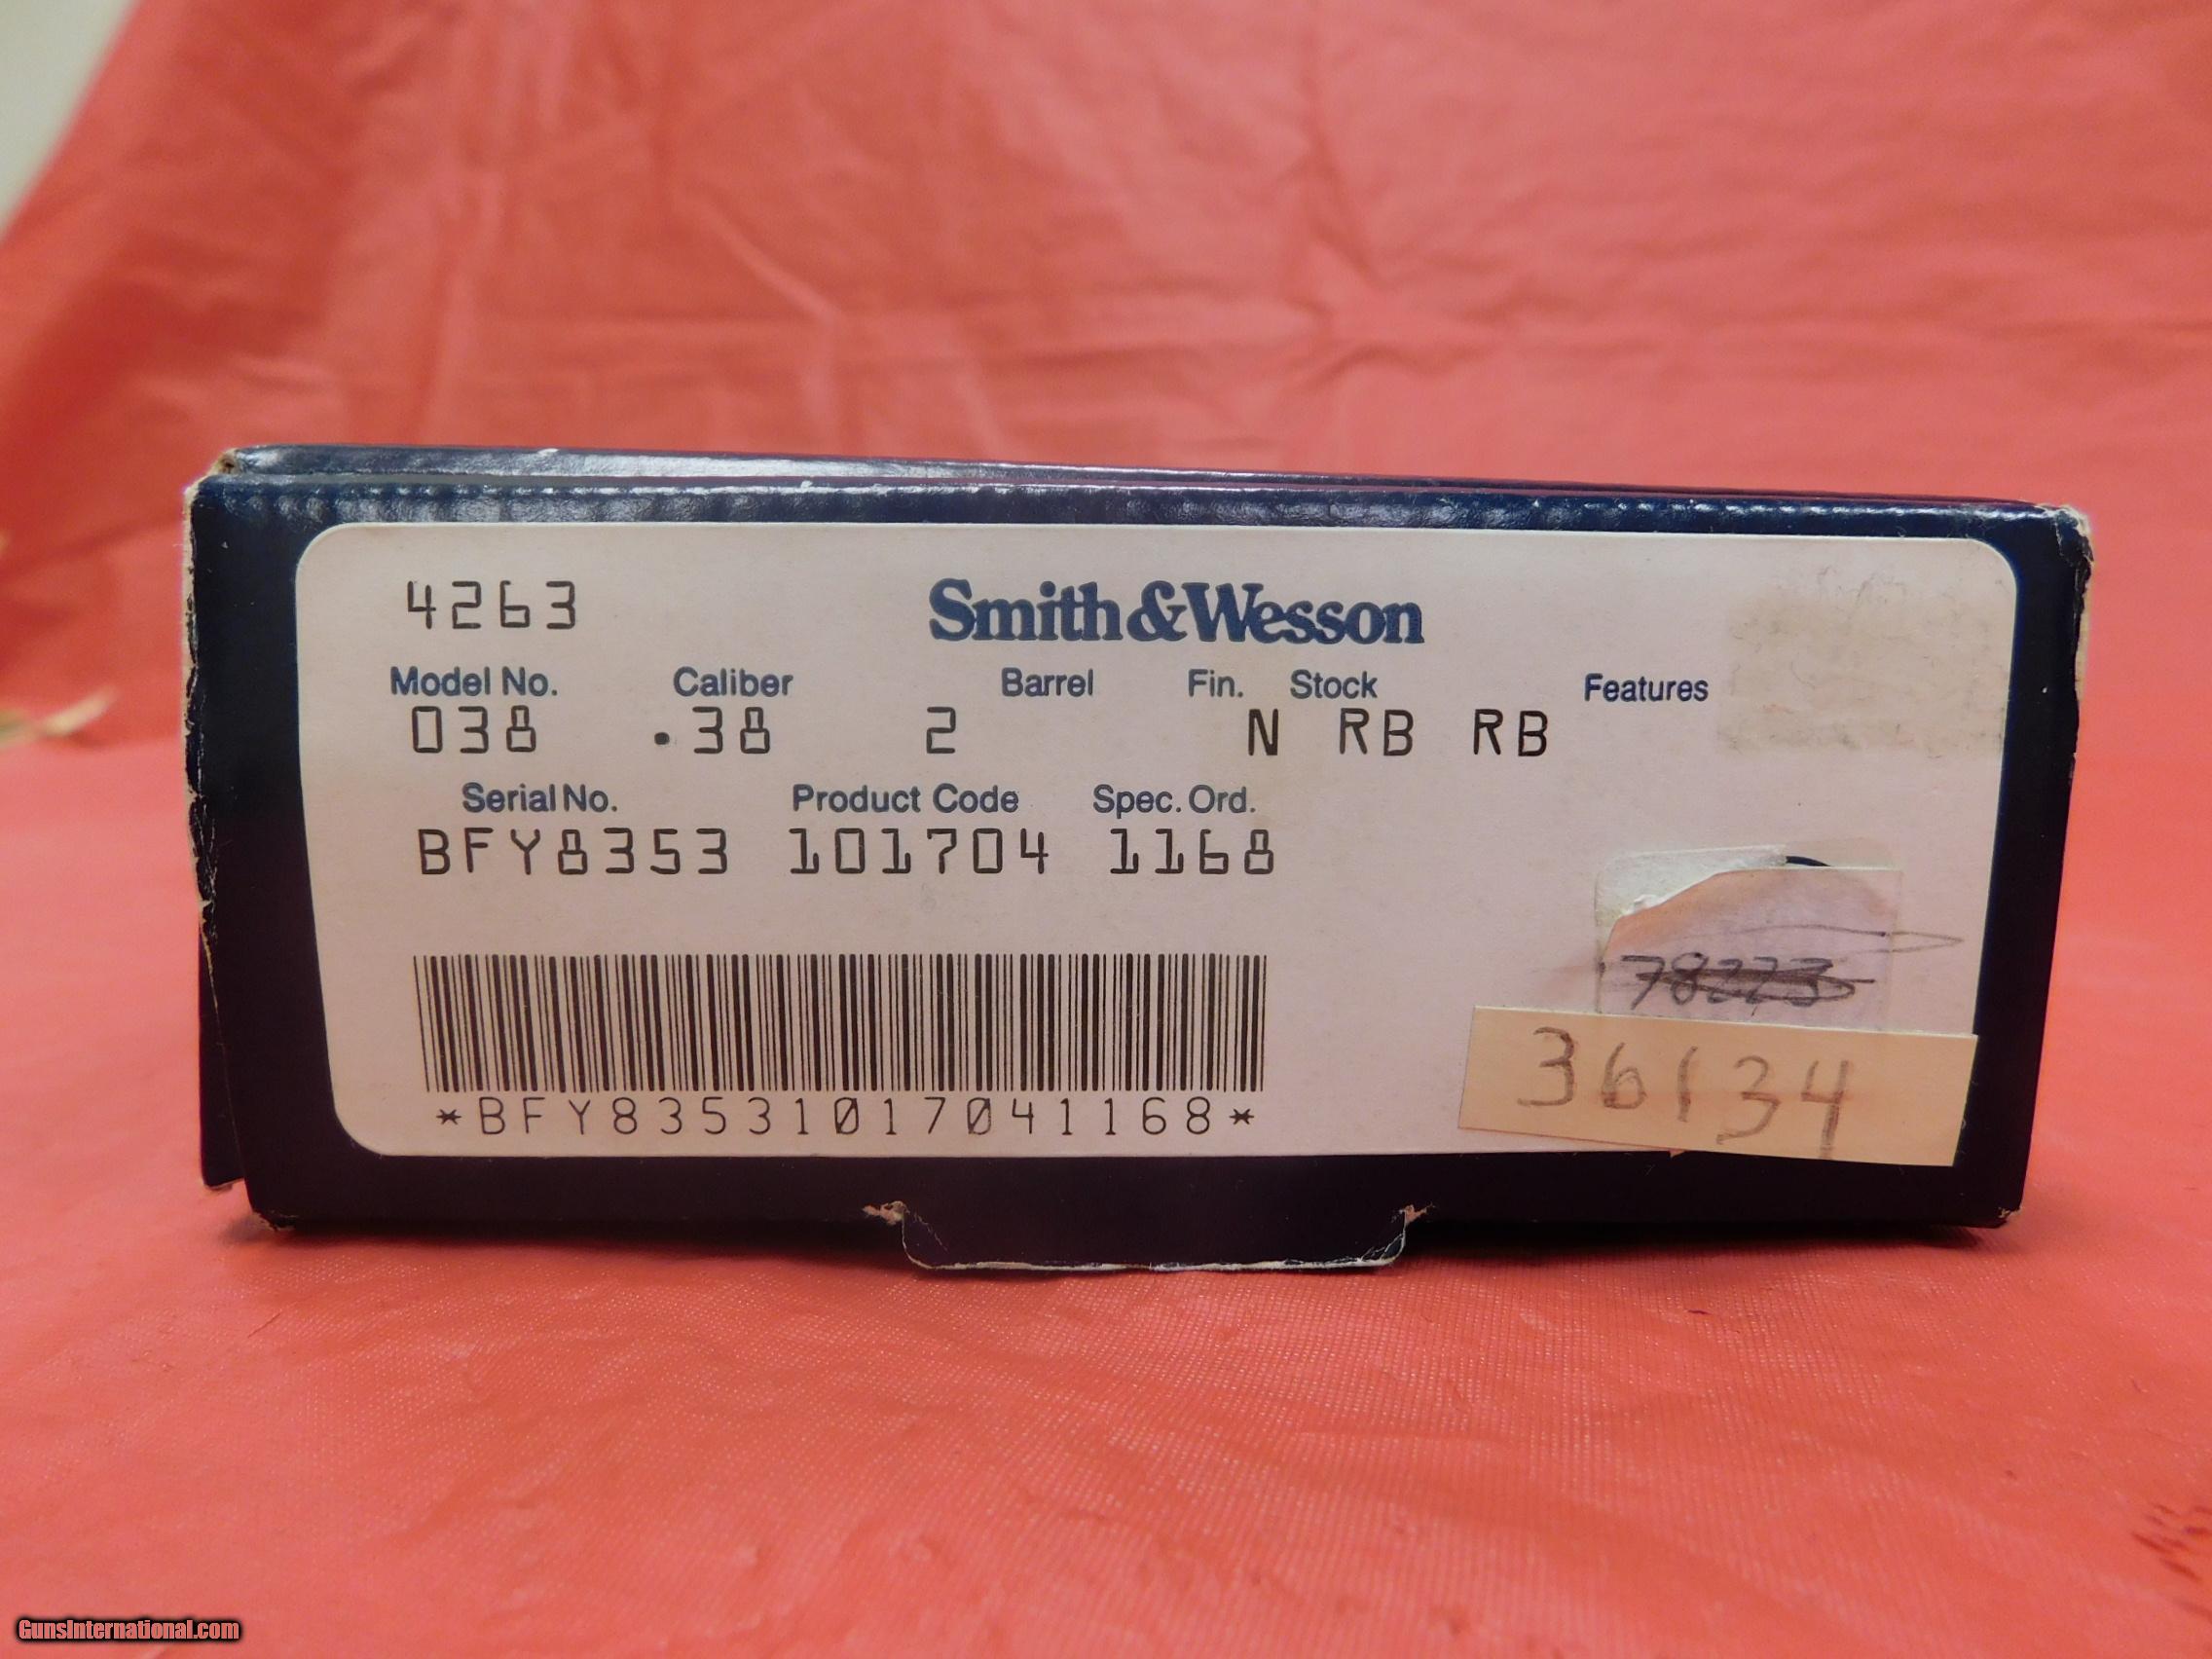 4263 Smith & Wesson
Model No. Caliber Barrel Fin. Stock Features
038 .38 2 N RB RB
Serial No. Product Code Spec. Ord.
BFY8353 101704 1168
78223
*BFY83531017041168*
36134
GunsInternational.com